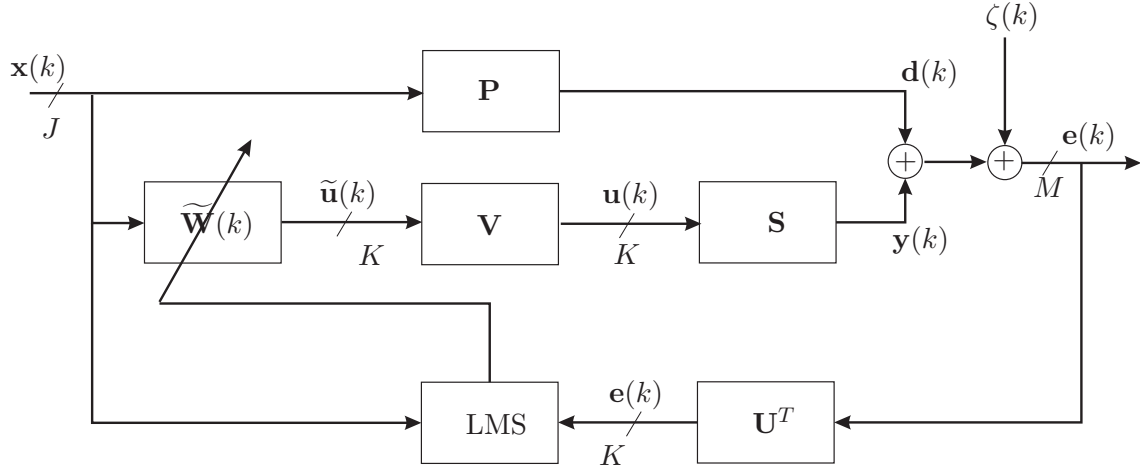 ζ(k)
x(k)
J
P
d(k)
+
+
e(k)
M
W̃(k)
ũ(k)
K
V
u(k)
K
S
y(k)
LMS
e(k)
K
U^T